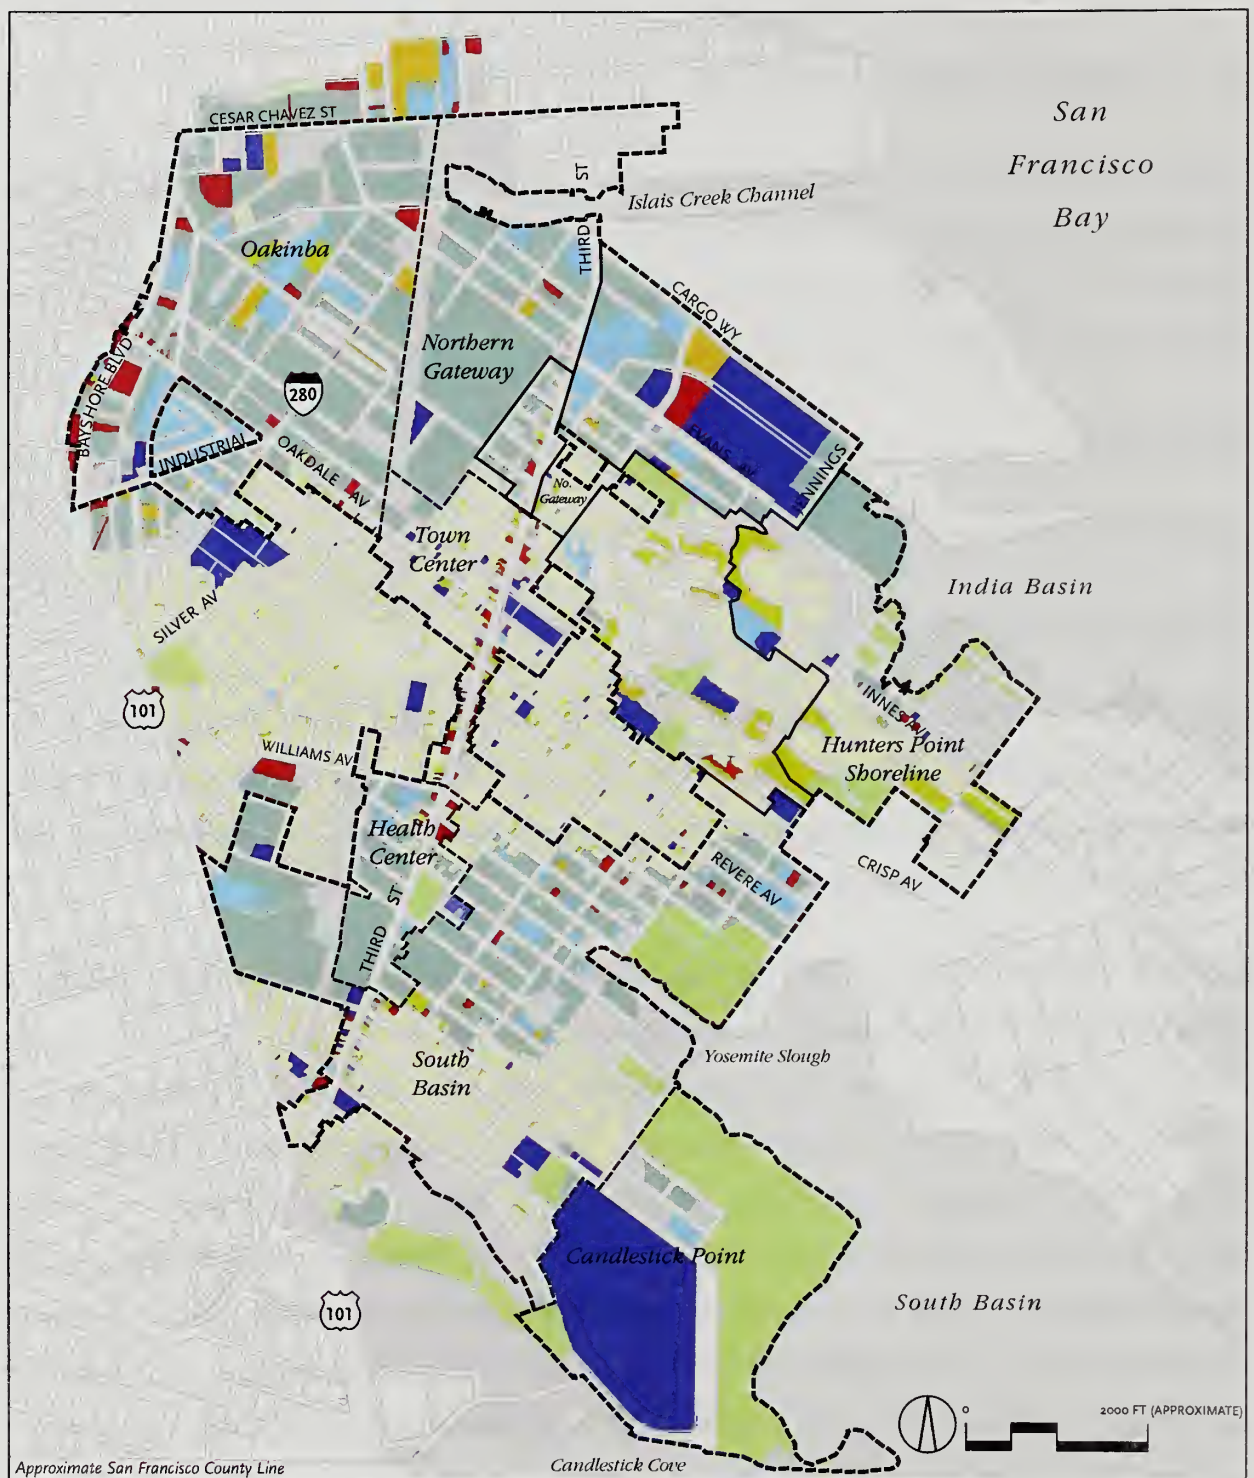 San
Francisco
Bay
CESAR CHAVEZ ST
THIRD ST
Islais Creek Channel
Oakinba
CARGO WY
Northern
Gateway
BAYSHORE BLVD
280
INDUSTRIAL
OAKDALE AV
EVANS AV
JENNINGS
No.
Gateway
Town
Center
India Basin
SILVER AV
101
INNES AV
WILLIAMS AV
Hunters Point
Shoreline
Health
Center
REVERE AV
CRISP AV
THIRD ST
South
Basin
Yosemite Slough
Candlestick Point
101
South Basin
0
2000 FT (APPROXIMATE)
Approximate San Francisco County Line
Candlestick Cove